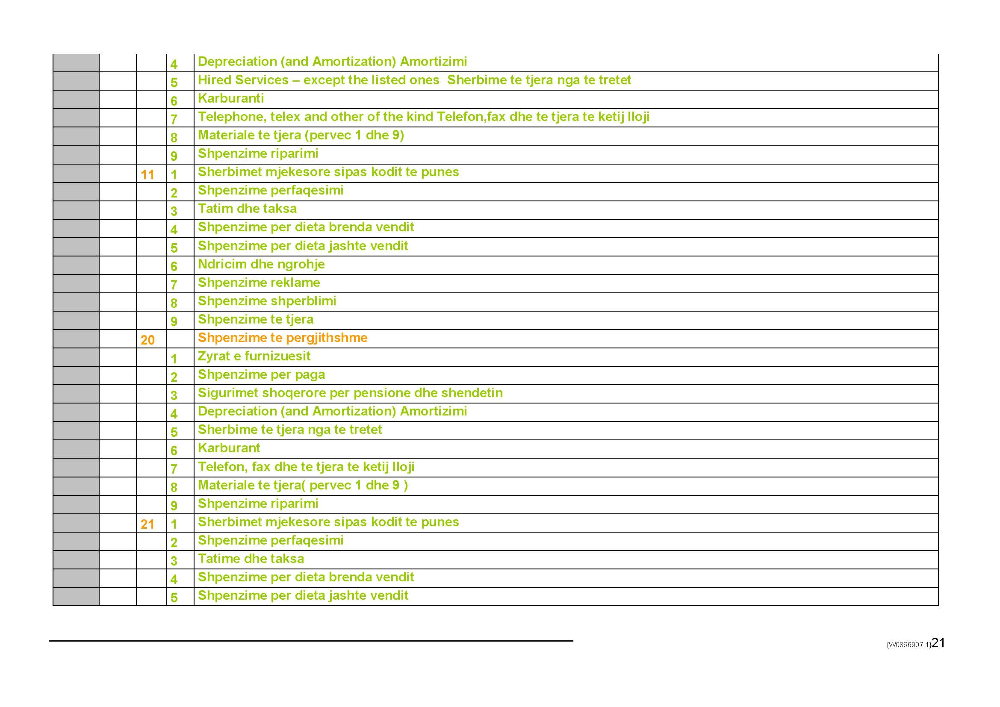 4 Depreciation (and Amortization) Amortizimi
5 Hired Services – except the listed ones Sherbime te tjera nga te tretet
6 Karburanti
7 Telephone, telex and other of the kind Telefon,fax dhe te tjera te ketij lloji
8 Materiale te tjera (pervec 1 dhe 9)
9 Shpenzime riparimi
11 1 Sherbimet mjekesore sipas kodit te punes
2 Shpenzime perfaqesimi
3 Tatim dhe taksa
4 Shpenzime per dieta brenda vendit
5 Shpenzime per dieta jashte vendit
6 Ndricim dhe ngrohje
7 Shpenzime reklame
8 Shpenzime shperblimi
9 Shpenzime te tjera
20 Shpenzime te pergjithshme
1 Zyrat e furnizuesit
2 Shpenzime per paga
3 Sigurimet shoqerore per pensione dhe shendetin
4 Depreciation (and Amortization) Amortizimi
5 Sherbime te tjera nga te tretet
6 Karburant
7 Telefon, fax dhe te tjera te ketij lloji
8 Materiale te tjera( pervec 1 dhe 9 )
9 Shpenzime riparimi
21 1 Sherbimet mjekesore sipas kodit te punes
2 Shpenzime perfaqesimi
3 Tatime dhe taksa
4 Shpenzime per dieta brenda vendit
5 Shpenzime per dieta jashte vendit
{W0866907.1}21